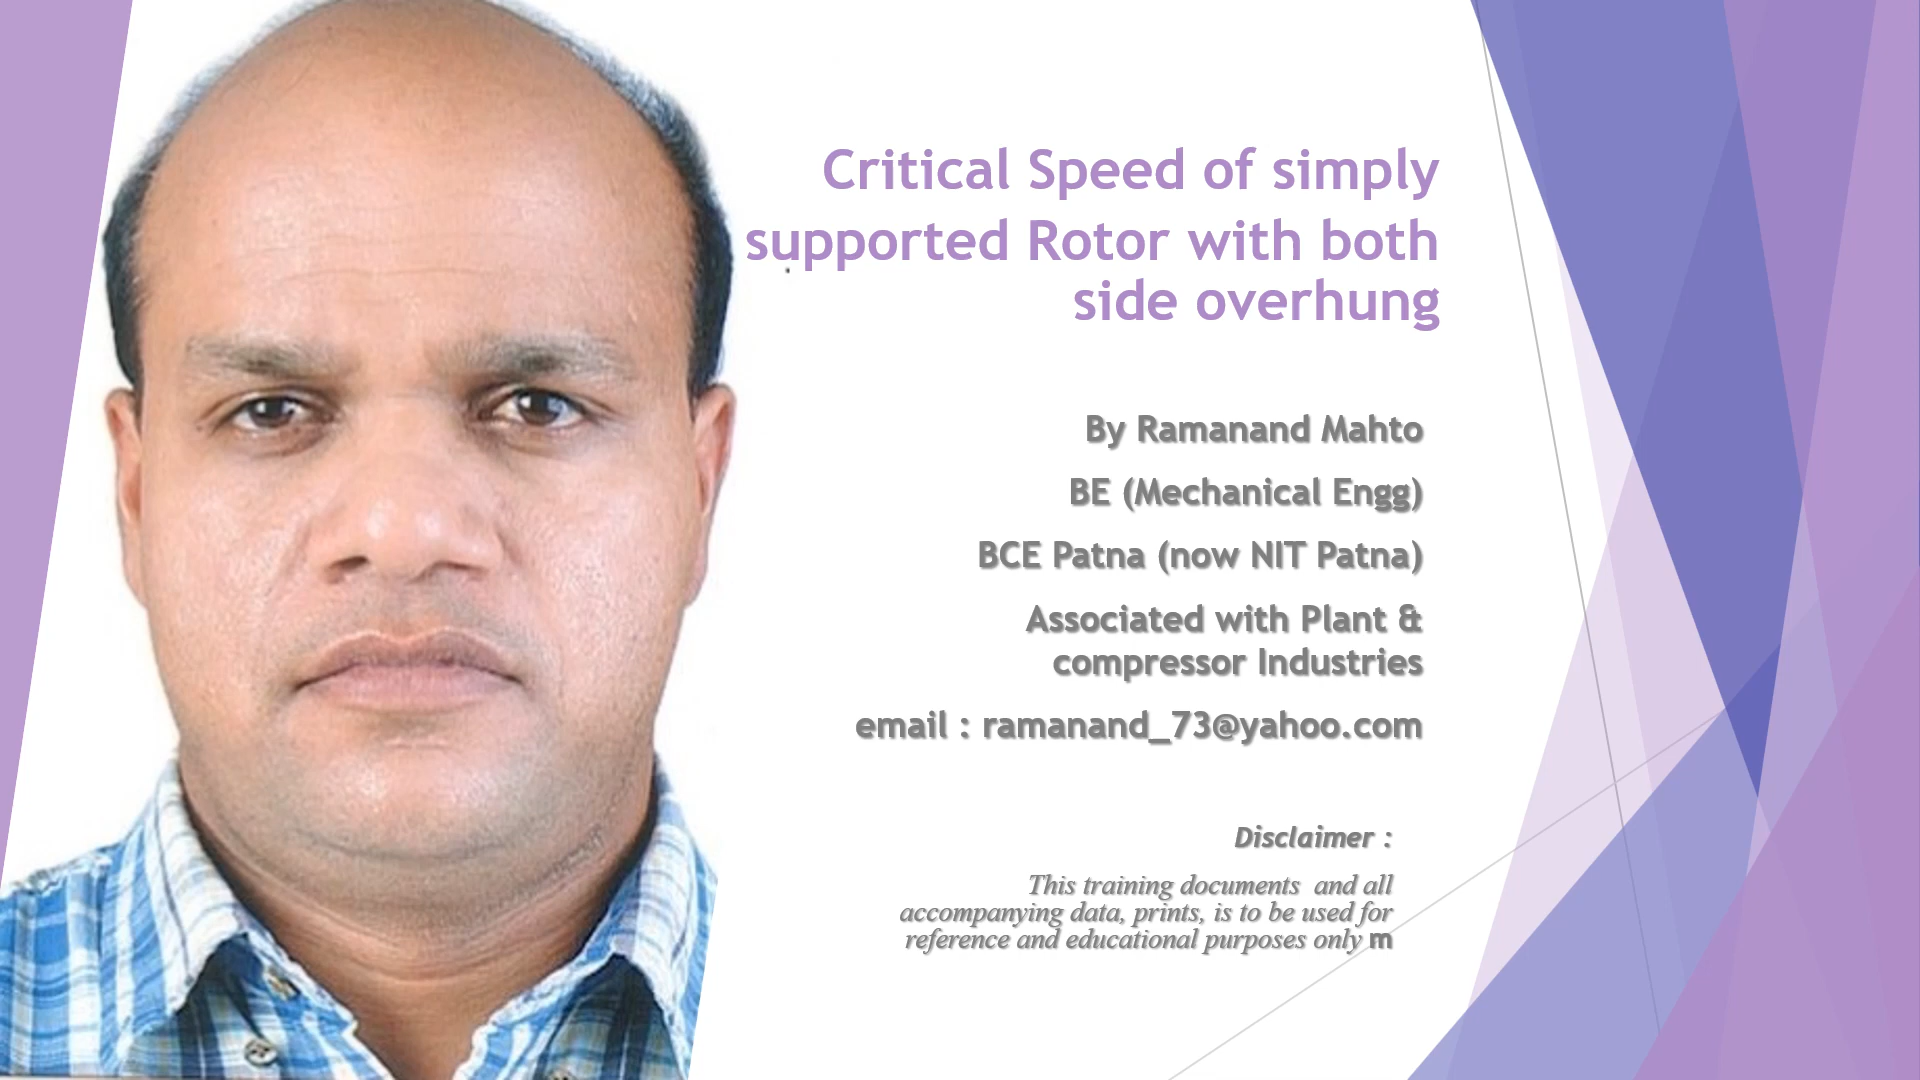 Critical Speed of simply
supported Rotor with both
side overhung
By Ramanand Mahto
BE (Mechanical Engg)
BCE Patna (now NIT Patna)
Associated with Plant &
compressor Industries
email : ramanand_73@yahoo.com
Disclaimer :
This training documents  and all
accompanying data, prints, is to be used for
reference and educational purposes only m